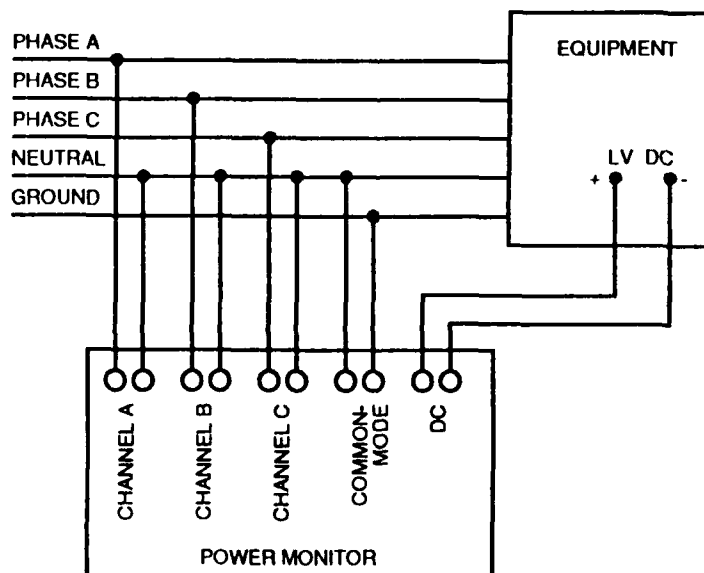 PHASE A
EQUIPMENT
PHASE B
PHASE C
NEUTRAL
LV DC
+ -
GROUND
CHANNEL A
CHANNEL B
CHANNEL C
COMMON-
MODE
DC
POWER MONITOR